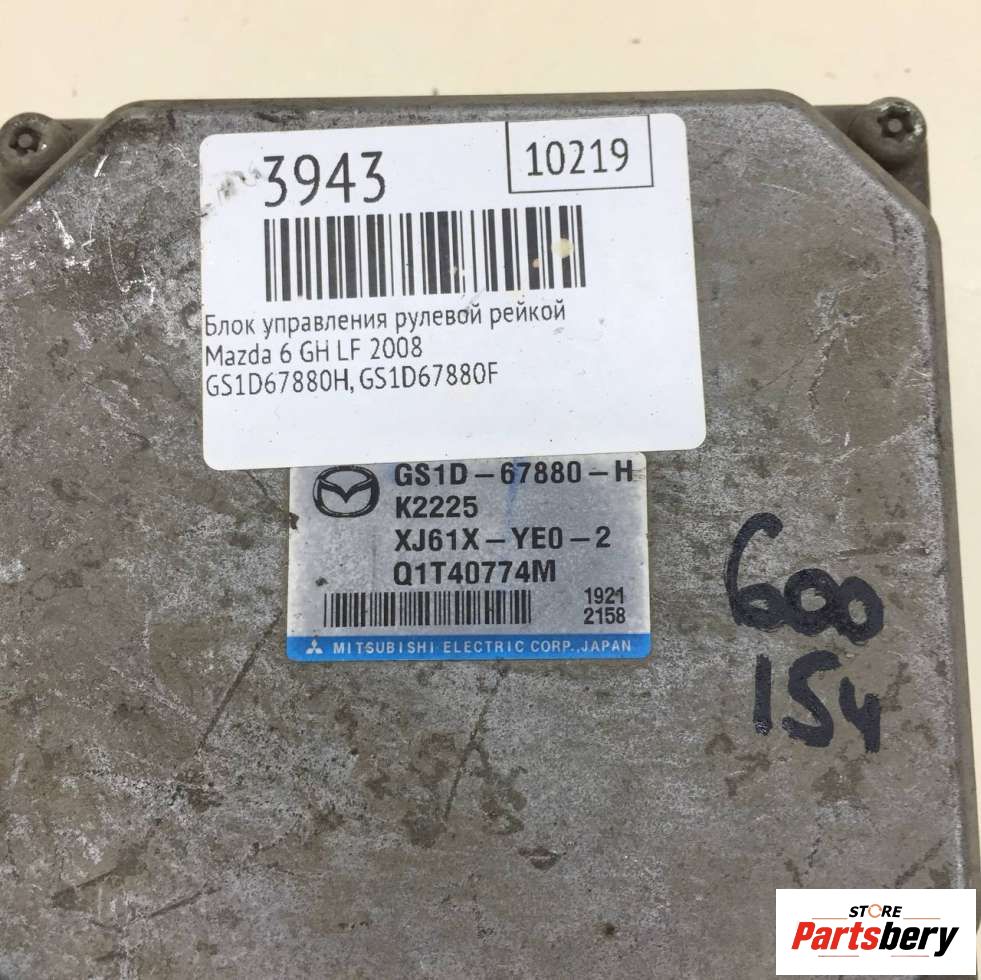 3943
10219
Блок управления рулевой рейкой
Mazda 6 GH LF 2008
GS1D67880H, GS1D67880F
GS1D-67880-H
K2225
XJ61X-YE0-2
Q1T40774M
1921
2158
MITSUBISHI ELECTRIC CORP., JAPAN
600
154
STORE
Partsbery